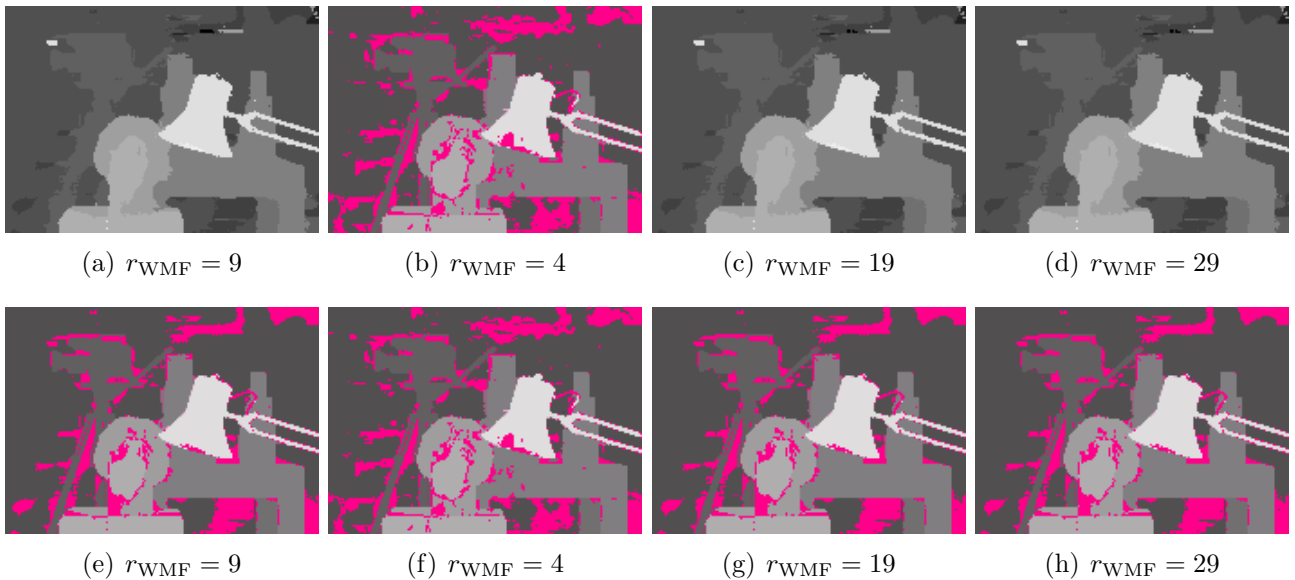 (a) r_WMF = 9 (b) r_WMF = 4 (c) r_WMF = 19 (d) r_WMF = 29
(e) r_WMF = 9 (f) r_WMF = 4 (g) r_WMF = 19 (h) r_WMF = 29